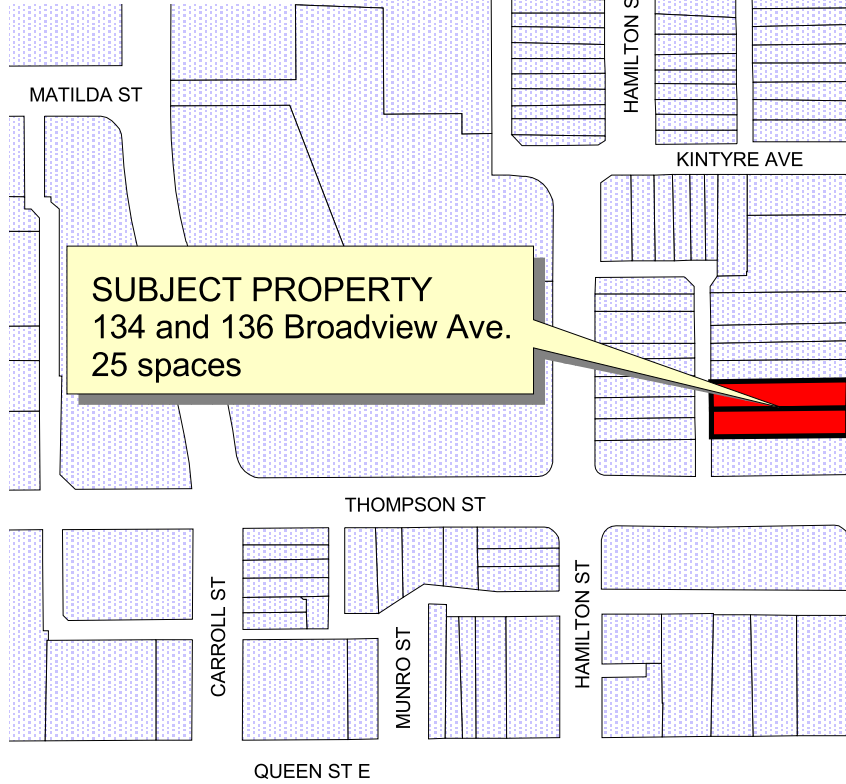 HAMILTON S
MATILDA ST
KINTYRE AVE
SUBJECT PROPERTY
134 and 136 Broadview Ave.
25 spaces
THOMPSON ST
CARROLL ST
MUNRO ST
HAMILTON ST
QUEEN ST E